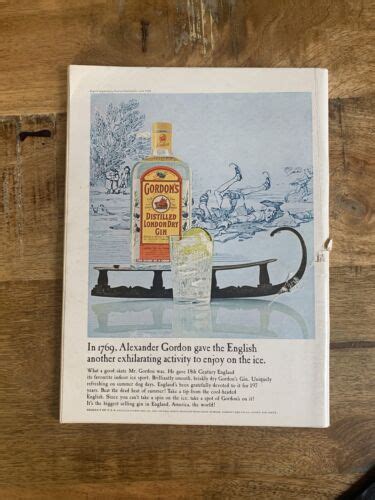 GORDON'S
DISTILLED
LONDON DRY
GIN
In 1769, Alexander Gordon gave the English
another exhilarating activity to enjoy on the ice.
What a good skate Mr. Gordon was. He gave 18th Century England
its favourite indoor ice sport. Brilliantly smooth, briskly dry Gordon's Gin. Uniquely
refreshing on summer dog days. England's been gratefully devoted to it for 197
years. Beat the dead heat of summer! Take a tip from the cool-headed
English. Since you can't take a spin on the ice, take a spot of Gordon's on it!
It's the biggest selling gin in England, America, the world!